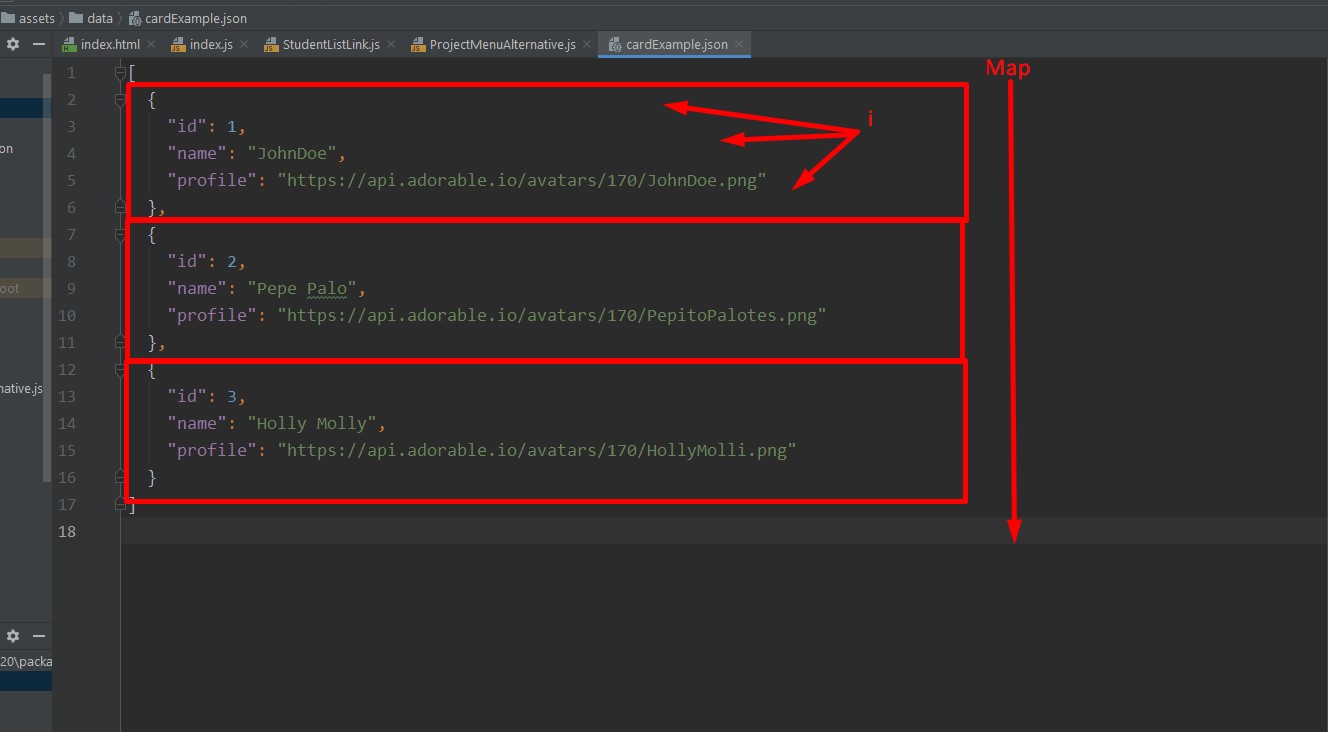 assets data cardExample.json
index.html index.js StudentListLink.js ProjectMenuAlternative.js cardExample.json
Map
1 [
2 {
i
3 "id": 1,
on
4 "name": "JohnDoe",
5 "profile": "https://api.adorable.io/avatars/170/JohnDoe.png"
6 },
7 {
8 "id": 2,
oot
9 "name": "Pepe Palo",
10 "profile": "https://api.adorable.io/avatars/170/PepitoPalotes.png"
11 },
12 {
native.js
13 "id": 3,
14 "name": "Holly Molly",
15 "profile": "https://api.adorable.io/avatars/170/HollyMolli.png"
16 }
17 ]
18
20\packa